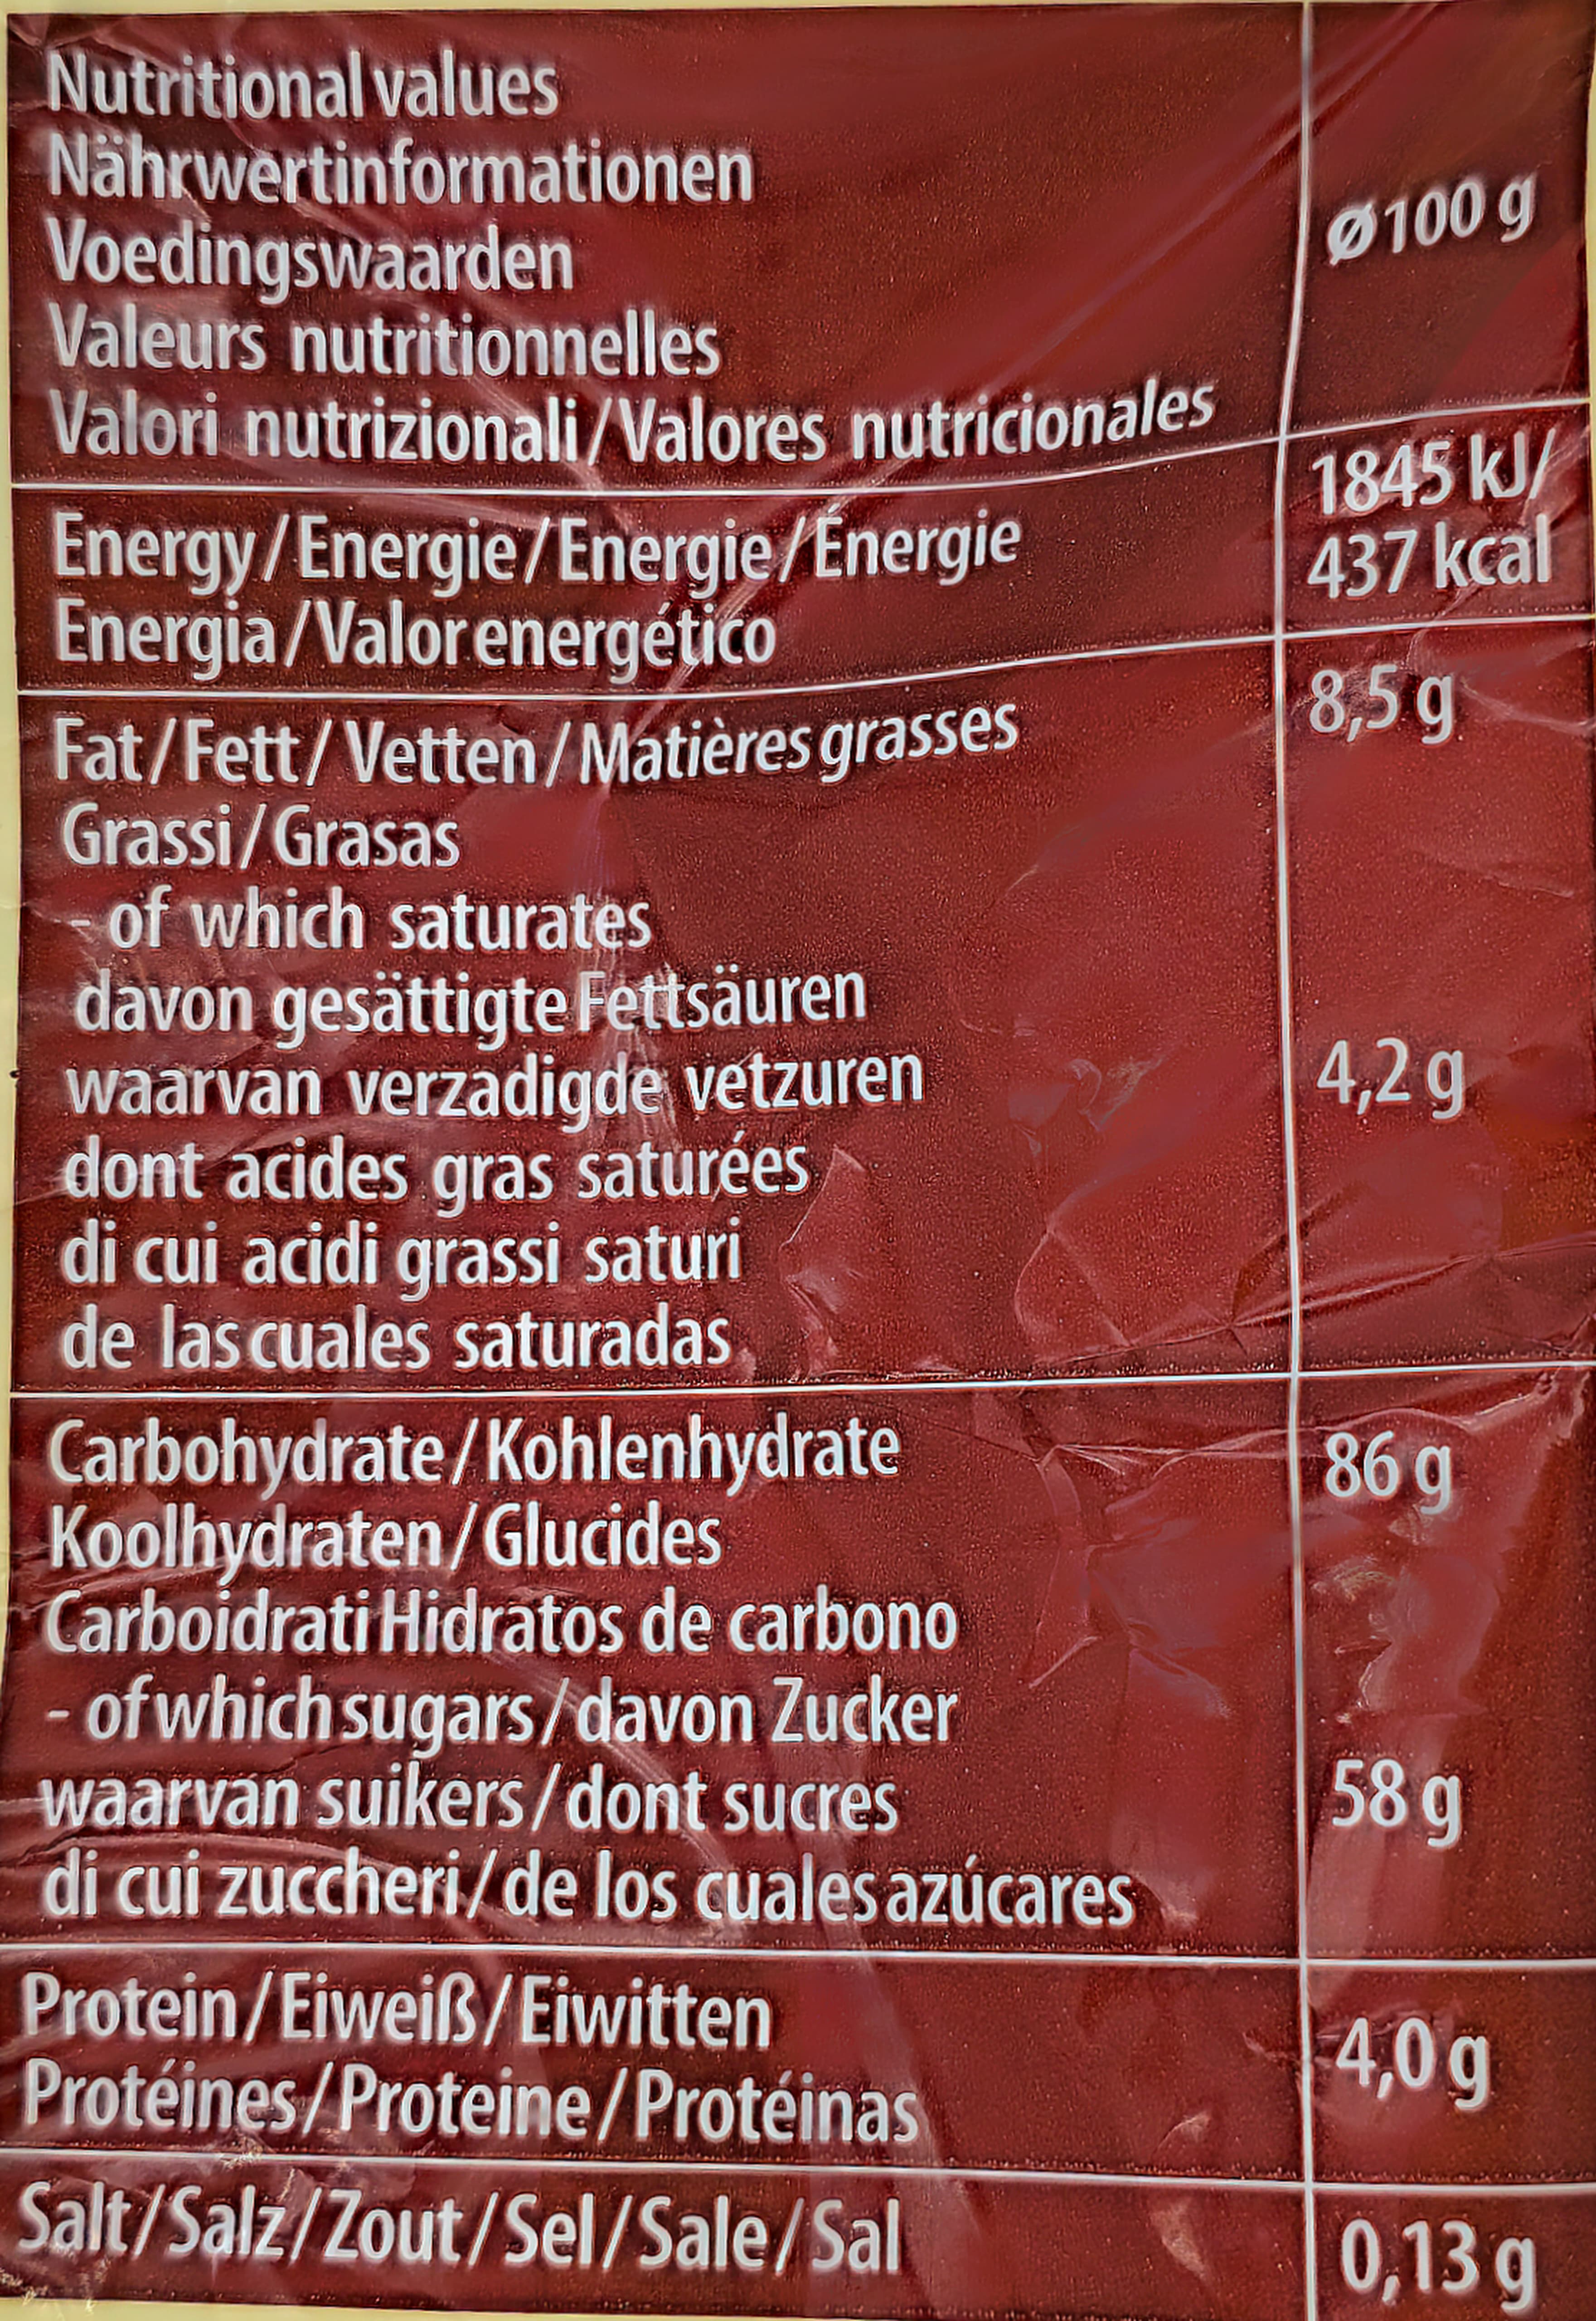 Nutritional values
Nährwertinformationen
Voedingswaarden
Valeurs nutritionnelles
Valori nutrizionali/Valores nutricionales
Ø100 g
Energy/Energie/Energie/Énergie
Energia/Valor energético
1845 kJ/
437 kcal
Fat/Fett/Vetten/Matières grasses
Grassi/Grasas
8,5 g
- of which saturates
davon gesättigte Fettsäuren
waarvan verzadigde vetzuren
dont acides gras saturées
di cui acidi grassi saturi
de las cuales saturadas
4,2 g
Carbohydrate/Kohlenhydrate
Koolhydraten/Glucides
Carboidrati Hidratos de carbono
86 g
- of which sugars/davon Zucker
waarvan suikers/dont sucres
di cui zuccheri/de los cuales azúcares
58 g
Protein/Eiweiß/Eiwitten
Protéines/Proteine/Protéinas
4,0 g
Salt/Salz/Zout/Sel/Sale/Sal
0,13 g